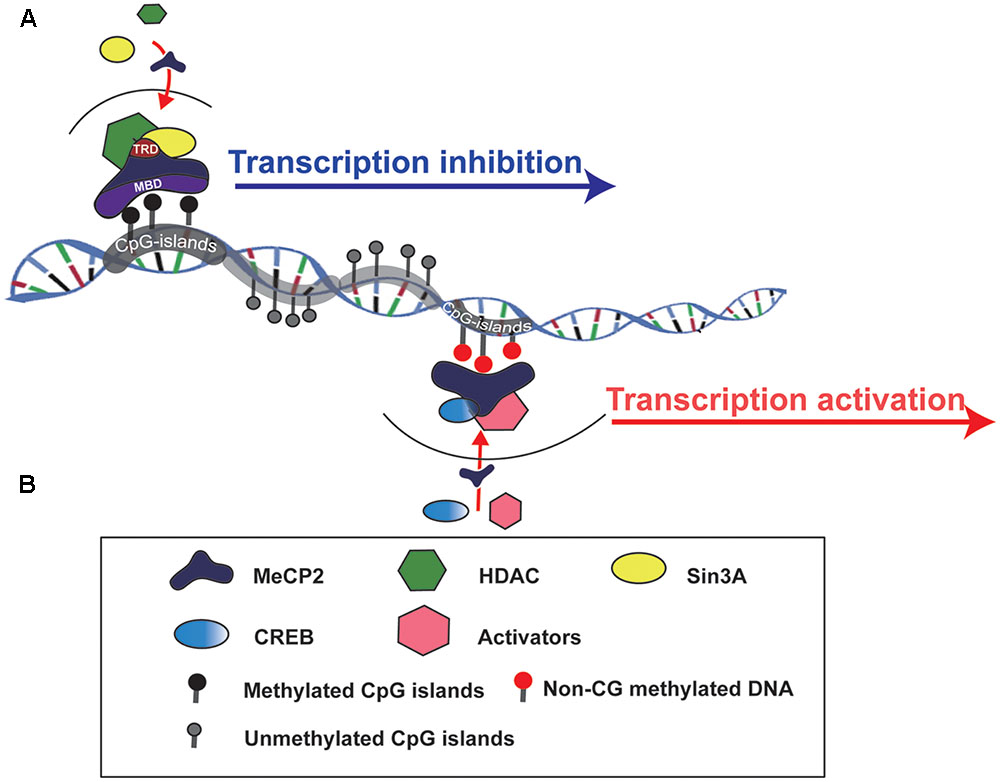 A
TRD
MBD
Transcription inhibition
CpG-islands
CpG-islands
Transcription activation
B
MeCP2
HDAC
Sin3A
CREB
Activators
Methylated CpG islands
Non-CG methylated DNA
Unmethylated CpG islands